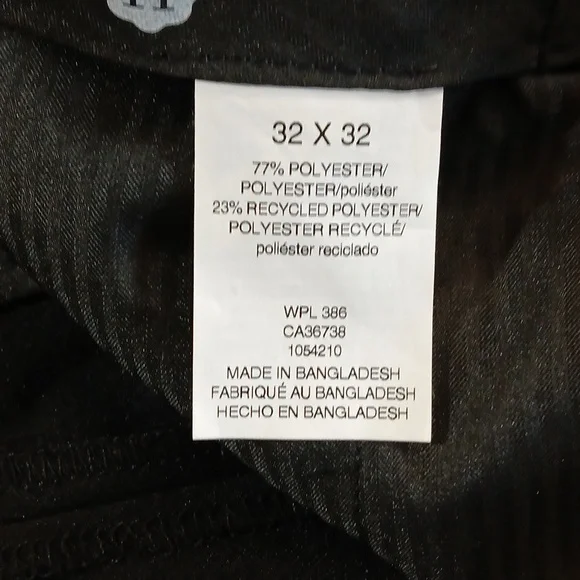 32 X 32
77% POLYESTER/
POLYESTER/poliéster
23% RECYCLED POLYESTER/
POLYESTER RECYCLÉ/
poliéster reciclado
WPL 386
CA36738
1054210
MADE IN BANGLADESH
FABRIQUÉ AU BANGLADESH
HECHO EN BANGLADESH